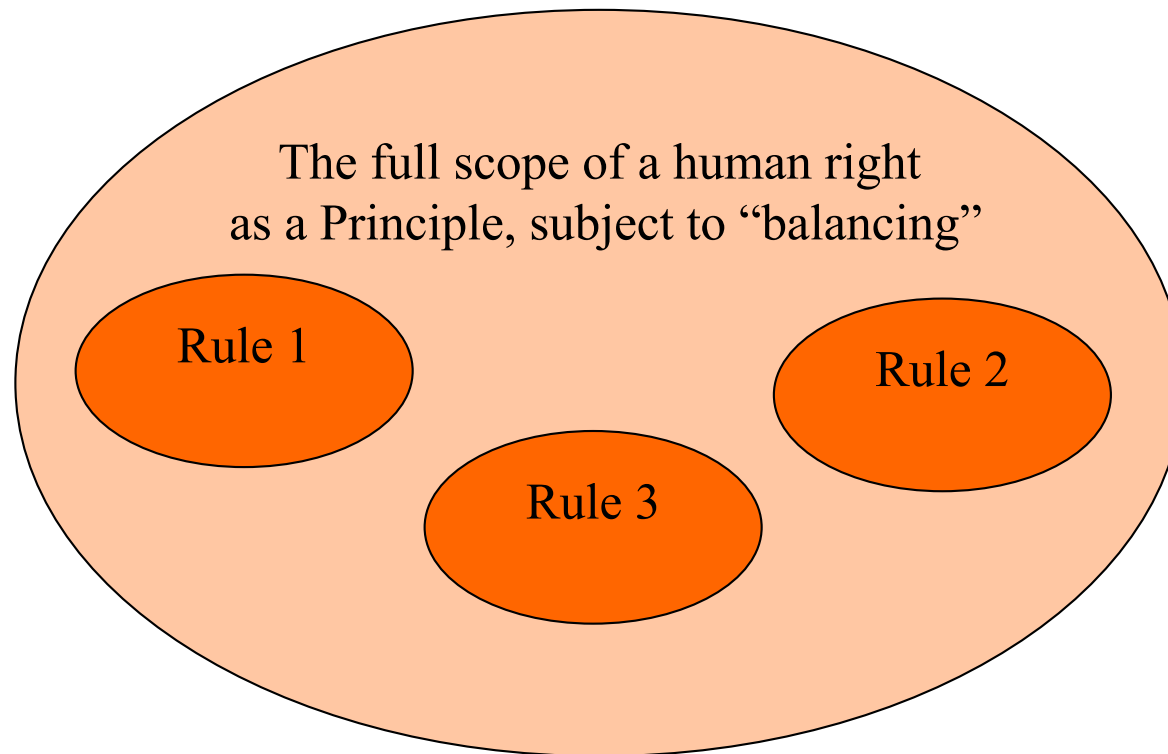 The full scope of a human right
as a Principle, subject to “balancing”
Rule 1
Rule 2
Rule 3